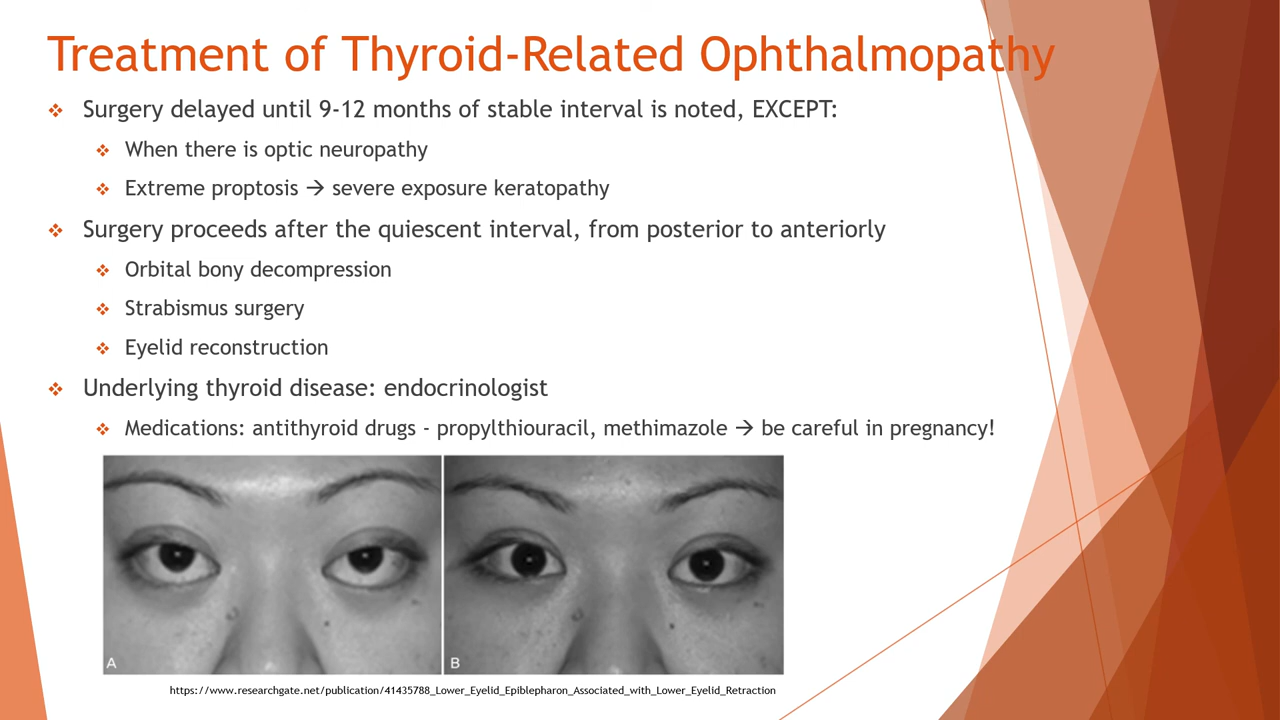 Treatment of Thyroid-Related Ophthalmopathy
Surgery delayed until 9-12 months of stable interval is noted, EXCEPT:
When there is optic neuropathy
Extreme proptosis → severe exposure keratopathy
Surgery proceeds after the quiescent interval, from posterior to anteriorly
Orbital bony decompression
Strabismus surgery
Eyelid reconstruction
Underlying thyroid disease: endocrinologist
Medications: antithyroid drugs - propylthiouracil, methimazole → be careful in pregnancy!
A
B
https://www.researchgate.net/publication/41435788_Lower_Eyelid_Epiblepharon_Associated_with_Lower_Eyelid_Retraction